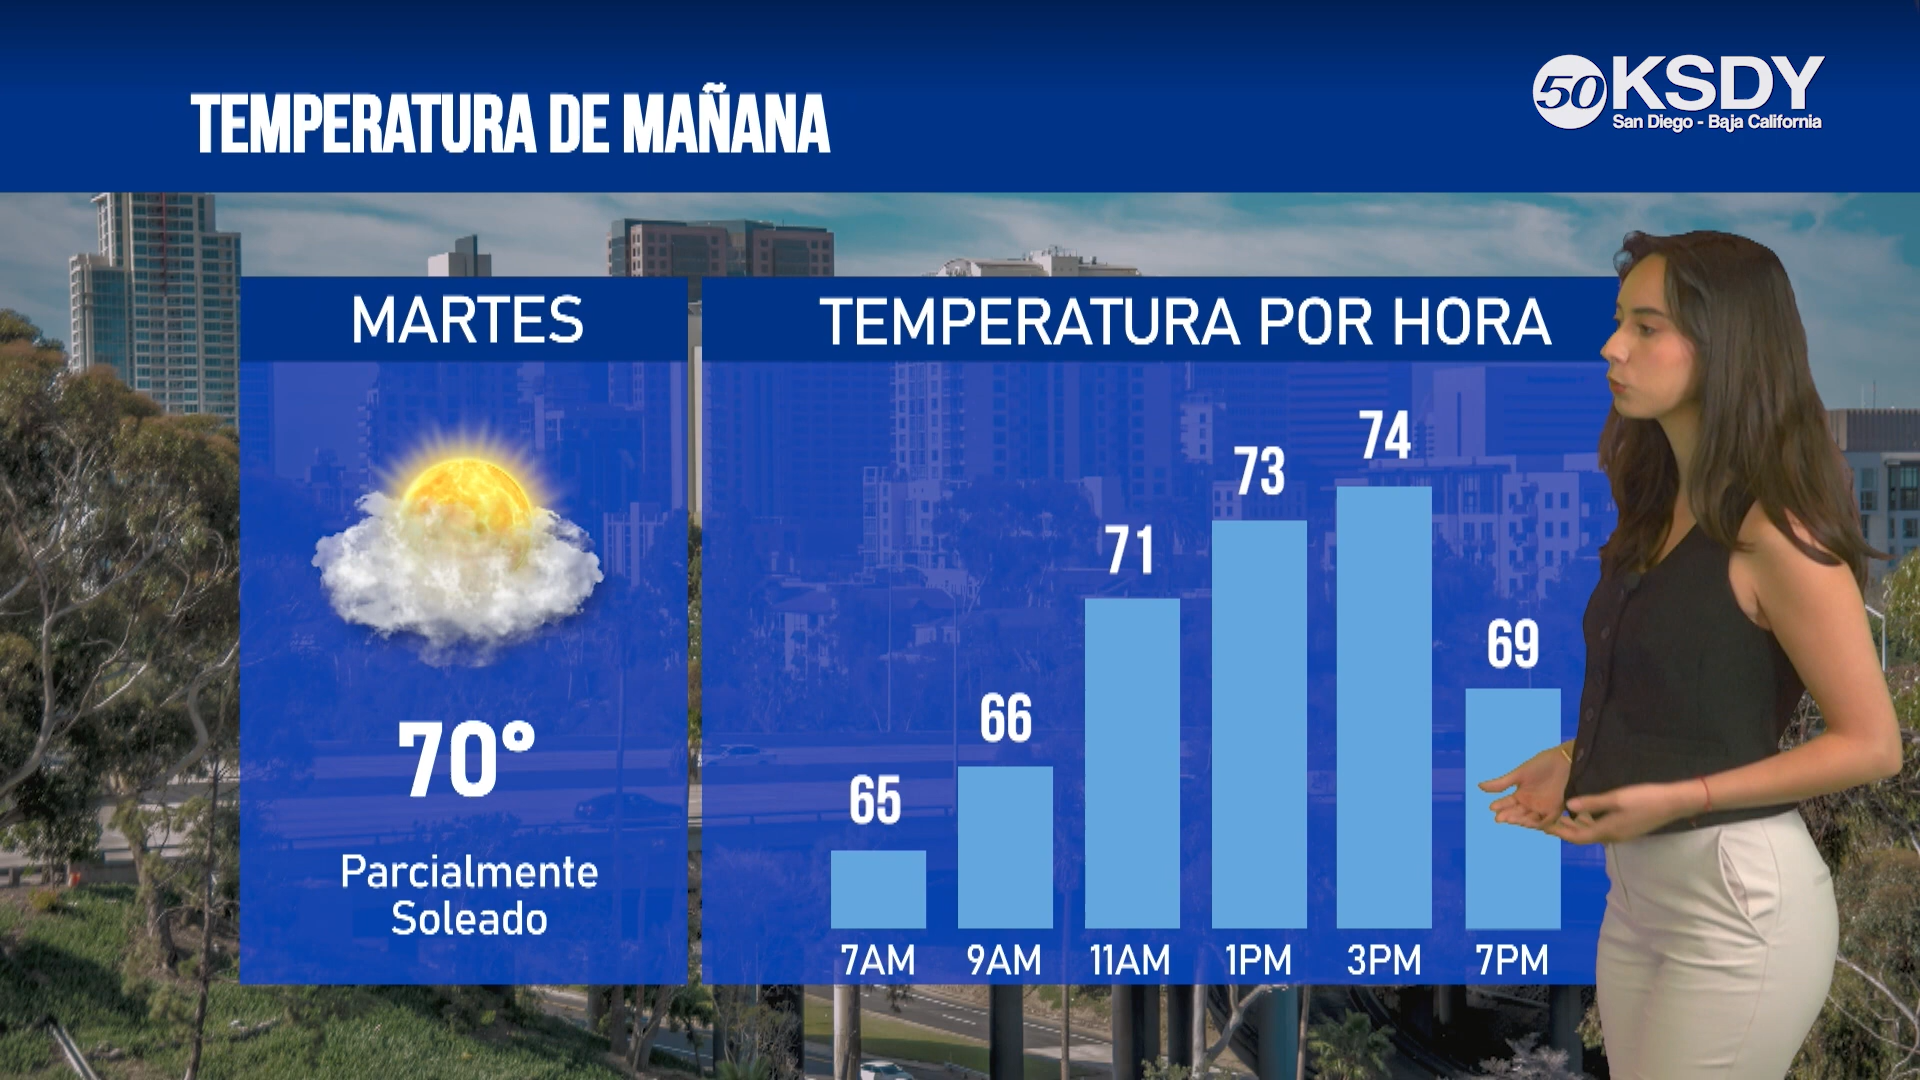 TEMPERATURA DE MAÑANA
50 KSDY
San Diego - Baja California
MARTES
70°
Parcialmente
Soleado
TEMPERATURA POR HORA
65 66 71 73 74 69
7AM 9AM 11AM 1PM 3PM 7PM